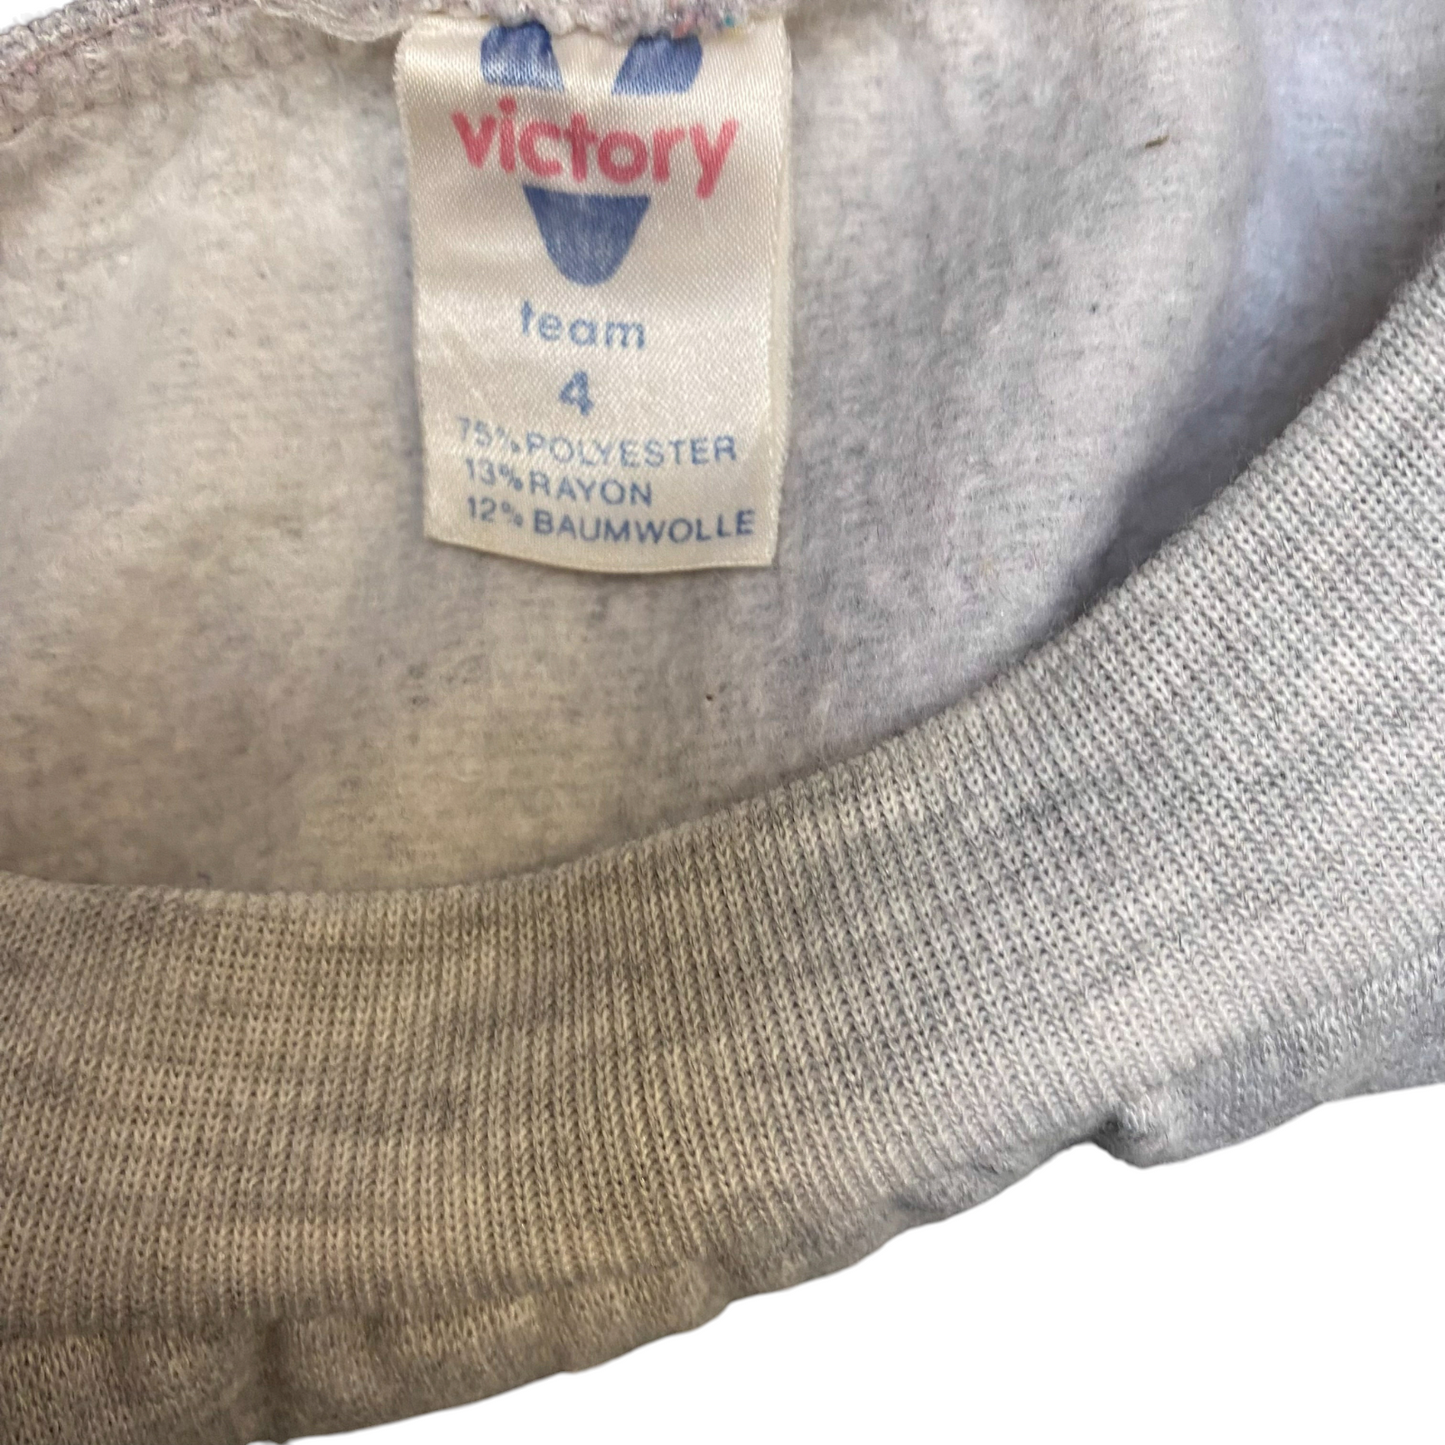 victory
team
4
75% POLYESTER
13% RAYON
12% BAUMWOLLE